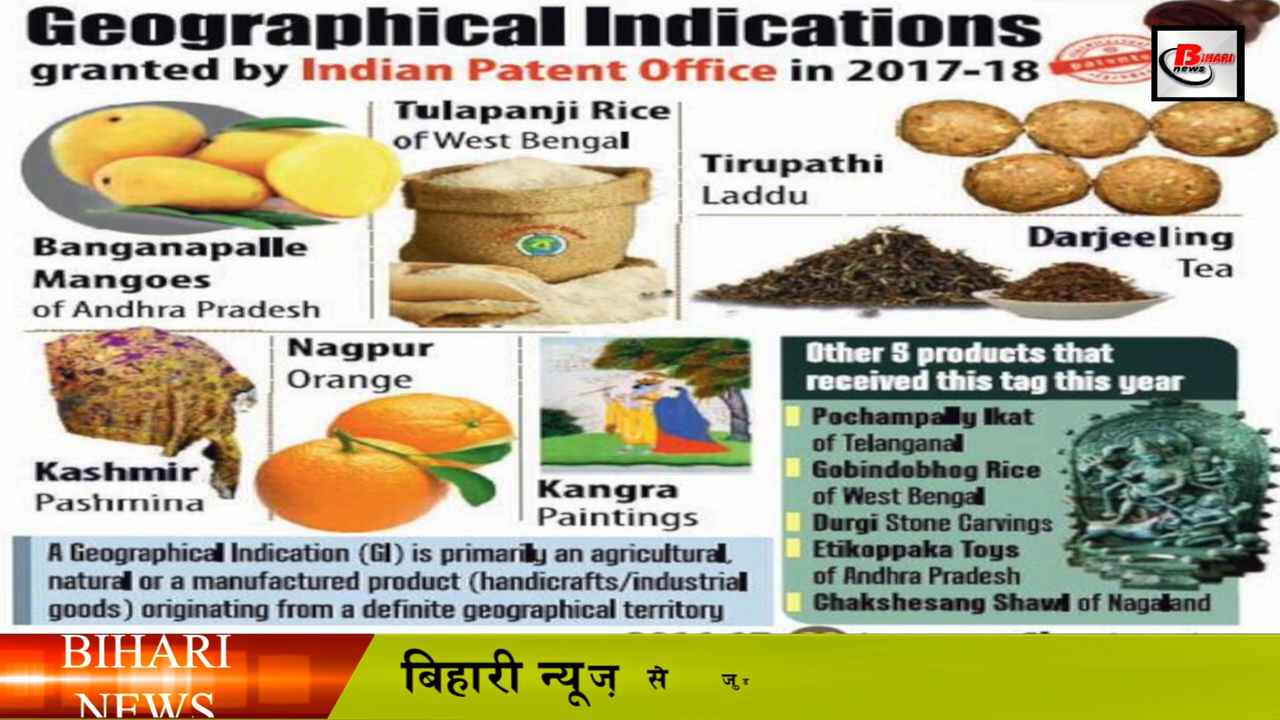 Geographical Indications
granted by Indian Patent Office in 2017-18
BIHARI
news
Banganapalle
Mangoes
of Andhra Pradesh
Tulapanji Rice
of West Bengal
Tirupathi
Laddu
Darjeeling
Tea
Kashmir
Pashmina
Nagpur
Orange
Kangra
Paintings
Other 5 products that
received this tag this year
Pochampally Ikat
of Telangana
Gobindobhog Rice
of West Bengal
Durgi Stone Carvings
Etikoppaka Toys
of Andhra Pradesh
Chakshesang Shawl of Nagaland
A Geographical Indication (GI) is primarily an agricultural,
natural or a manufactured product (handicrafts/industrial
goods) originating from a definite geographical territory
BIHARI
NEWS
बिहारी न्यूज़ से